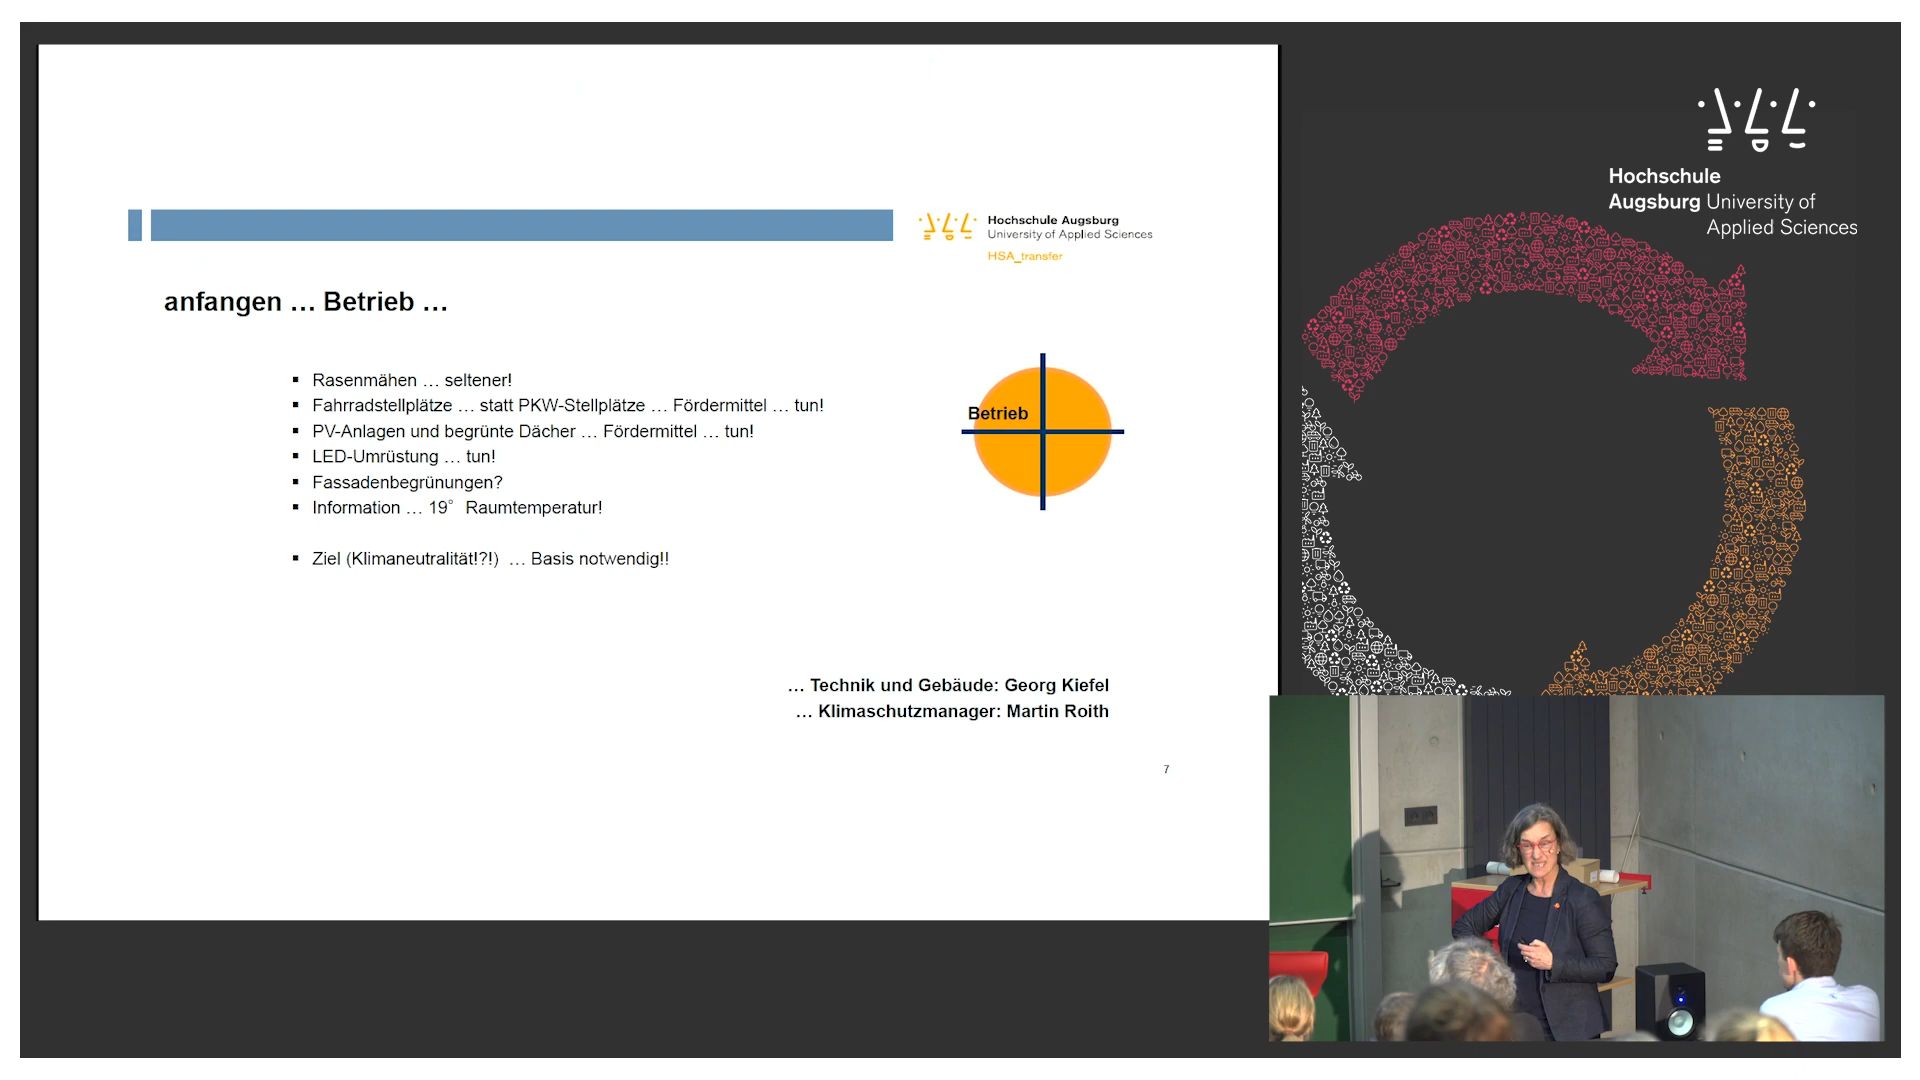 Hochschule Augsburg
University of Applied Sciences
HSA_transfer
anfangen … Betrieb …
▪ Rasenmähen … seltener!
▪ Fahrradstellplätze … statt PKW-Stellplätze … Fördermittel … tun!
▪ PV-Anlagen und begrünte Dächer … Fördermittel … tun!
▪ LED-Umrüstung … tun!
▪ Fassadenbegrünungen?
▪ Information … 19° Raumtemperatur!
▪ Ziel (Klimaneutralität!?!) … Basis notwendig!!
Betrieb
… Technik und Gebäude: Georg Kiefel
… Klimaschutzmanager: Martin Roith
7
Hochschule
Augsburg University of
Applied Sciences